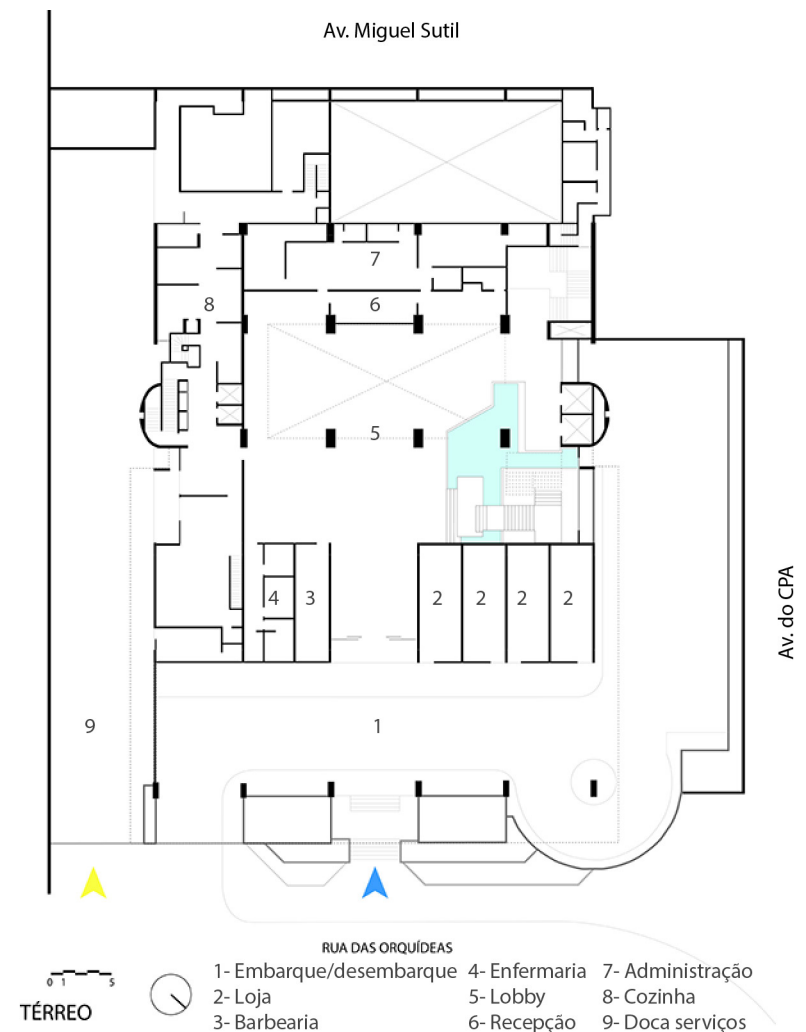 Av. Miguel Sutil
7
6
8
5
4
3
2
2
2
2
Av. do CPA
9
1
RUA DAS ORQUÍDEAS
0 1 5
TÉRREO
1- Embarque/desembarque
2- Loja
3- Barbearia
4- Enfermaria
5- Lobby
6- Recepção
7- Administração
8- Cozinha
9- Doca serviços